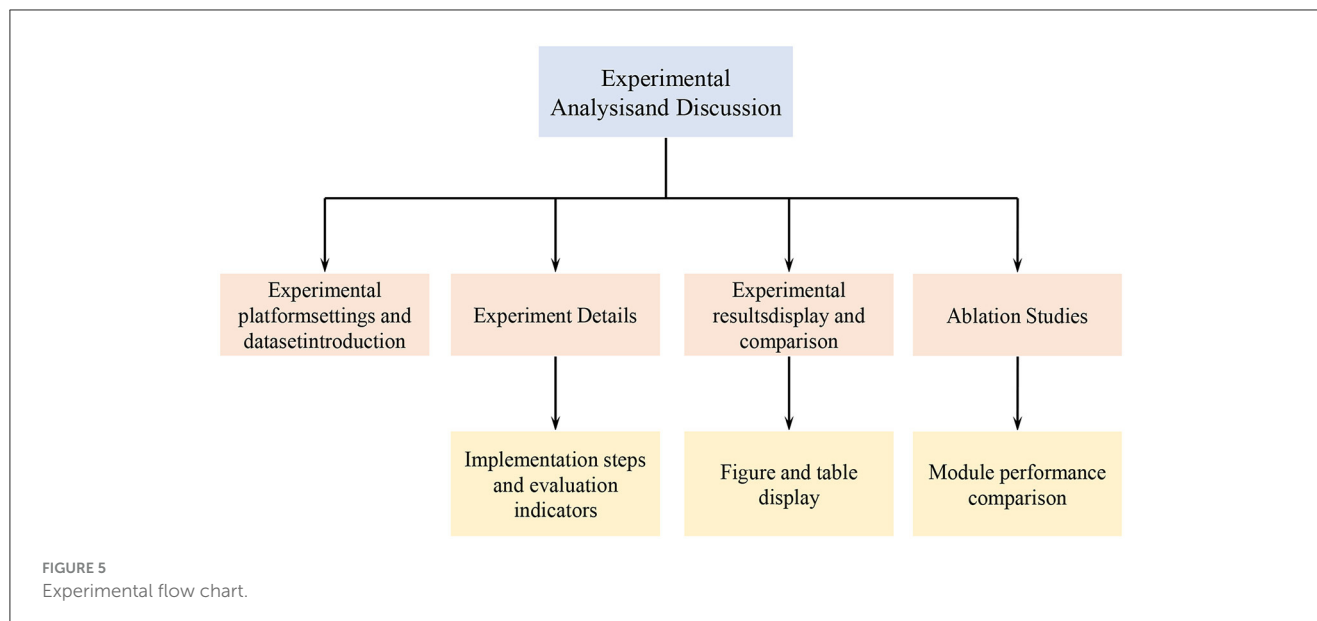 Experimental
Analysisand Discussion
Experimental
platformsettings and
datasetintroduction
Experiment Details
Experimental
resultsdisplay and
comparison
Ablation Studies
Implementation steps
and evaluation
indicators
Figure and table
display
Module performance
comparison
FIGURE 5
Experimental flow chart.